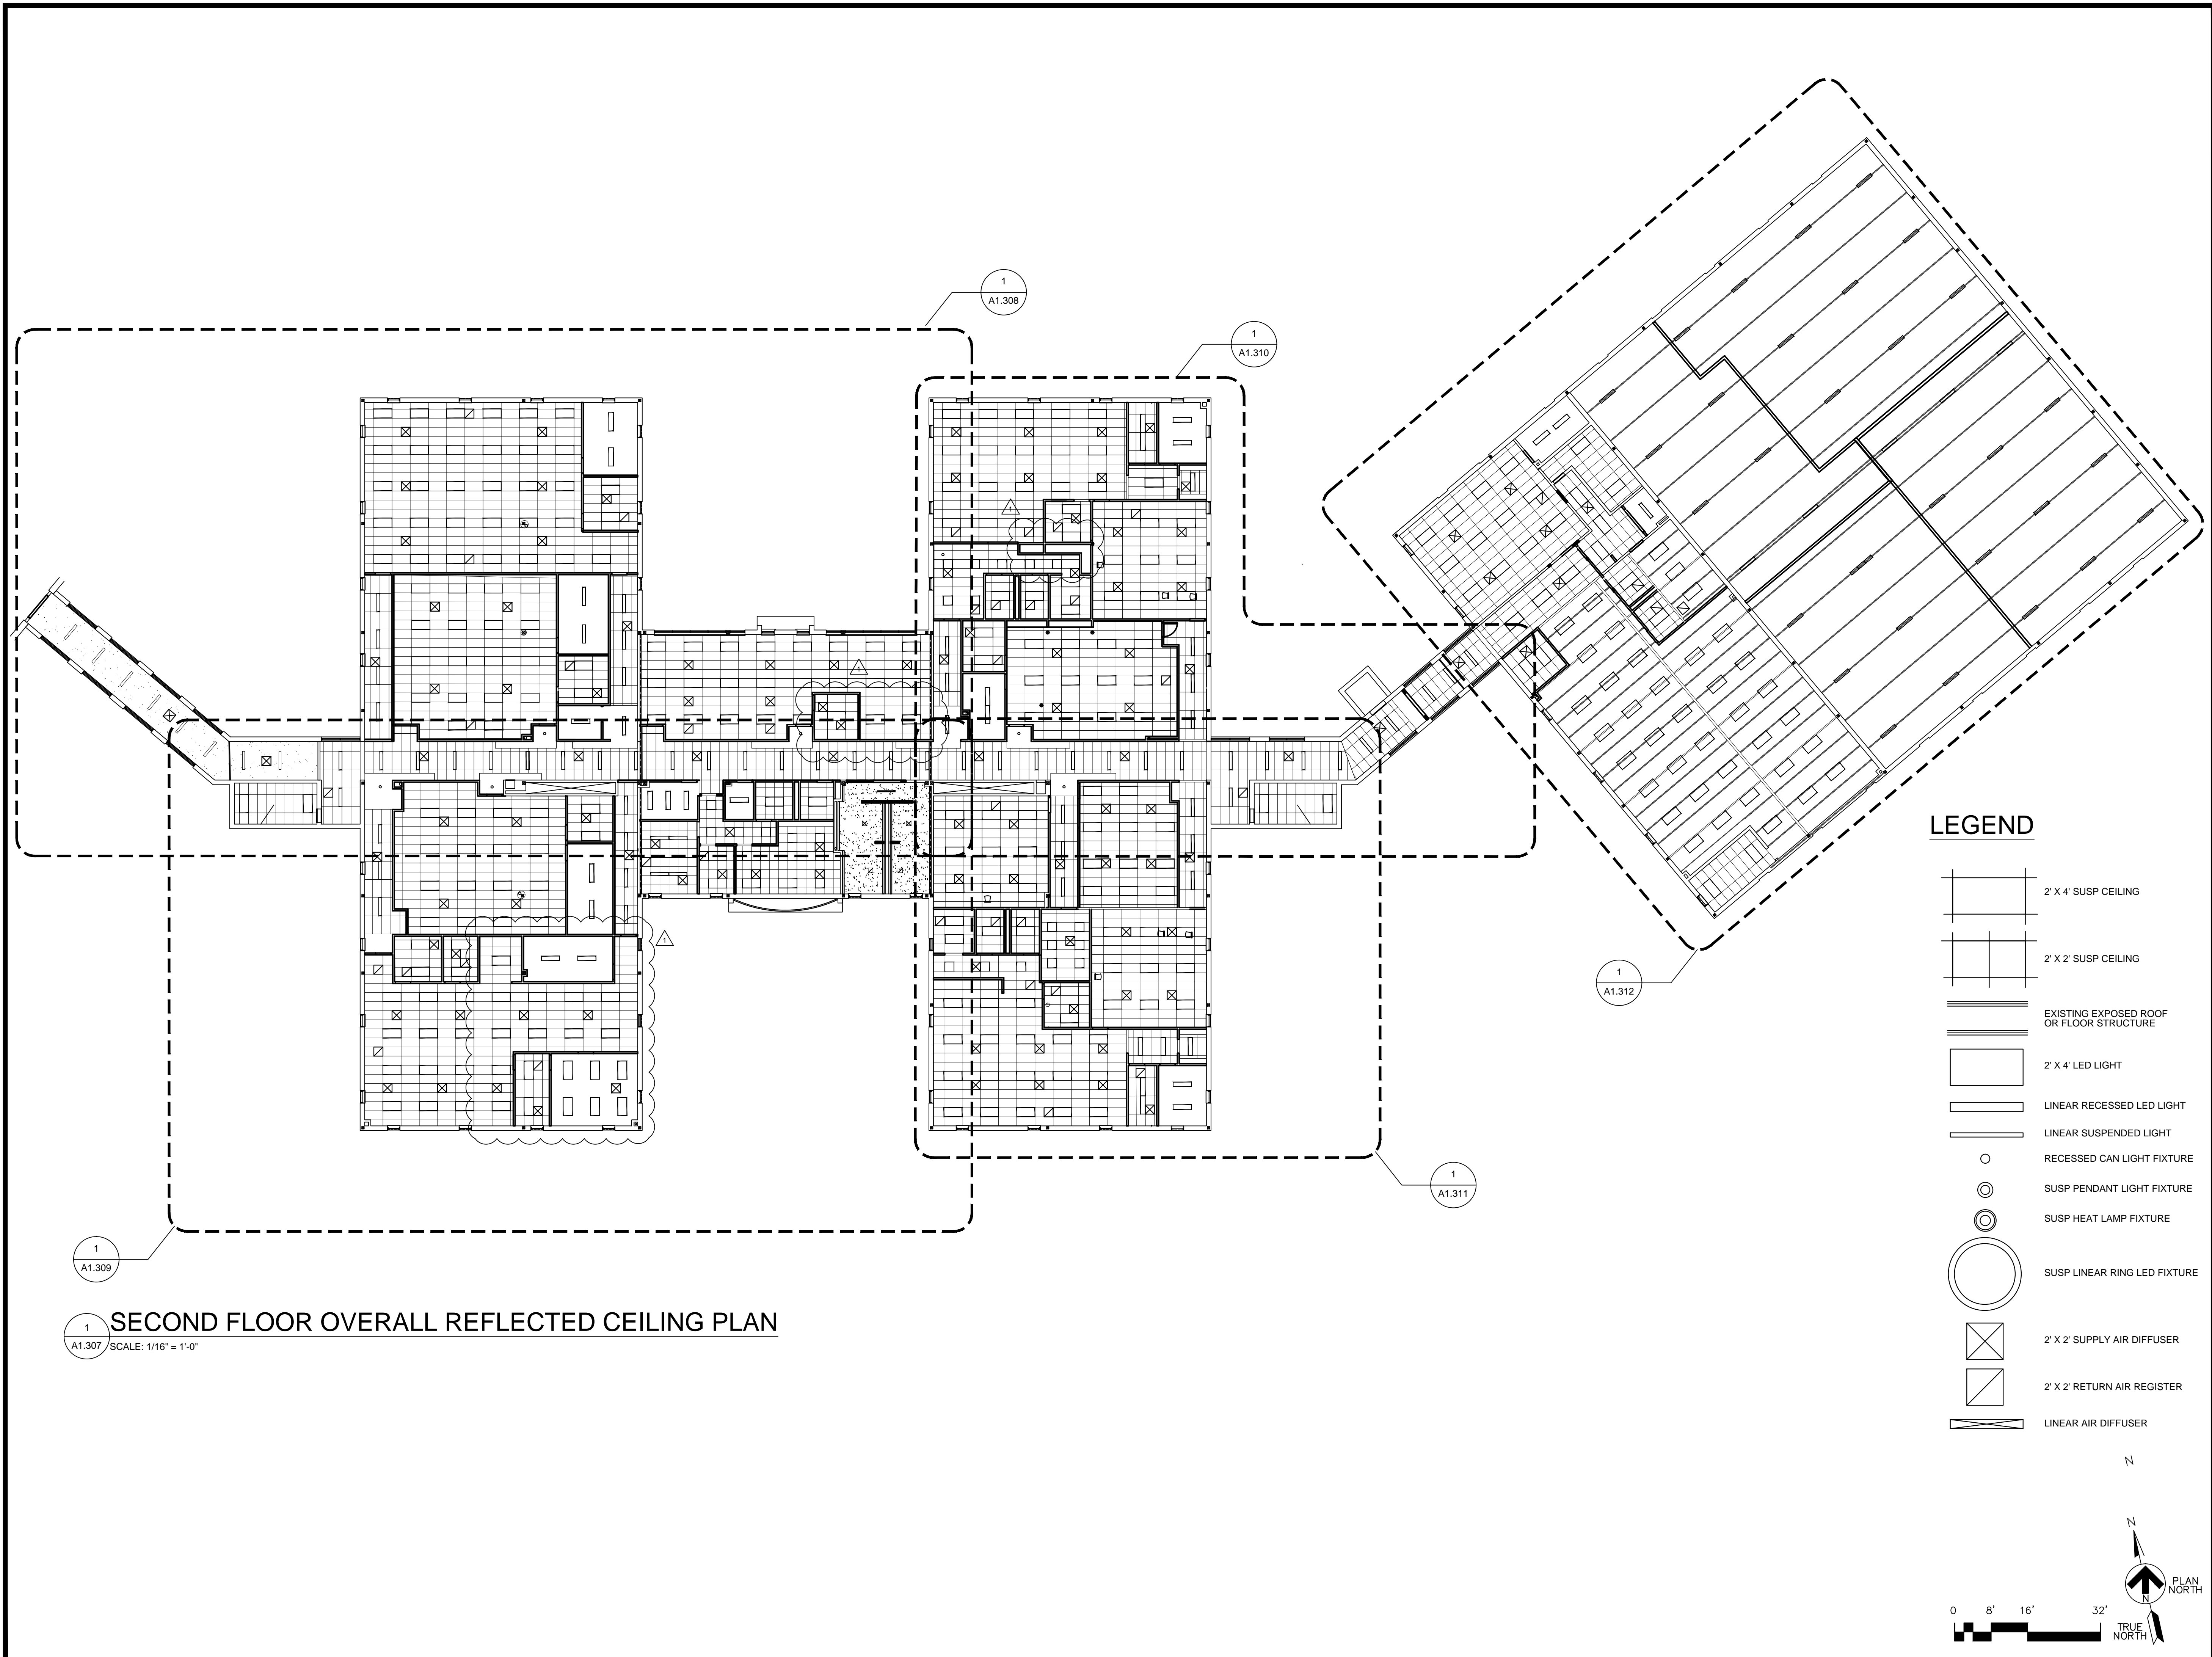 1
A1.308
1
A1.310
1
1
1
1
A1.312
1
A1.311
1
A1.309
1
A1.307
SECOND FLOOR OVERALL REFLECTED CEILING PLAN
SCALE: 1/16" = 1'-0"
LEGEND
2' X 4' SUSP CEILING
2' X 2' SUSP CEILING
EXISTING EXPOSED ROOF
OR FLOOR STRUCTURE
2' X 4' LED LIGHT
LINEAR RECESSED LED LIGHT
LINEAR SUSPENDED LIGHT
RECESSED CAN LIGHT FIXTURE
SUSP PENDANT LIGHT FIXTURE
SUSP HEAT LAMP FIXTURE
SUSP LINEAR RING LED FIXTURE
2' X 2' SUPPLY AIR DIFFUSER
2' X 2' RETURN AIR REGISTER
LINEAR AIR DIFFUSER
N
N
PLAN
NORTH
N
0 8' 16' 32'
TRUE
NORTH